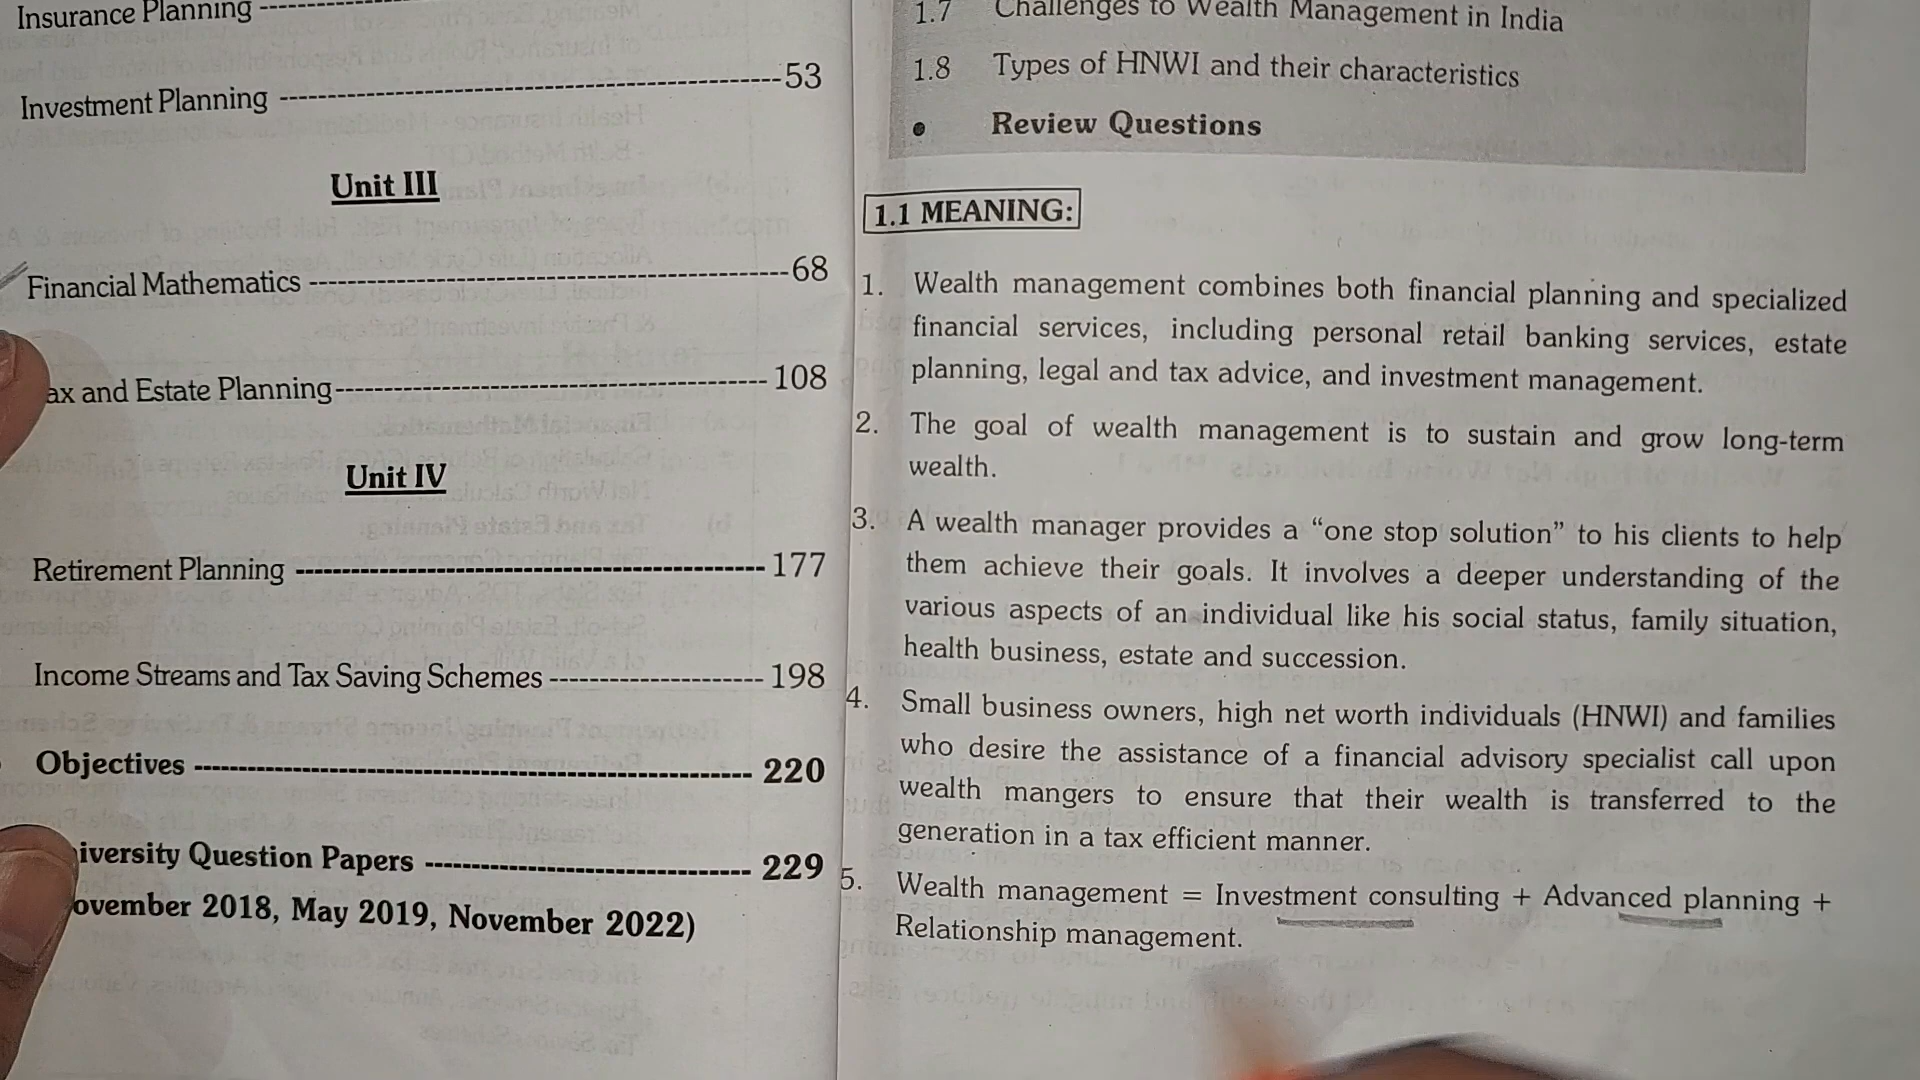 Insurance Planning ----------
Investment Planning ---------- 53
Unit III
Financial Mathematics ---------- 68
ax and Estate Planning ---------- 108
Unit IV
Retirement Planning ---------- 177
Income Streams and Tax Saving Schemes ---------- 198
Objectives ---------- 220
iversity Question Papers ---------- 229
ovember 2018, May 2019, November 2022)
1.7 Challenges to Wealth Management in India
1.8 Types of HNWI and their characteristics
• Review Questions
1.1 MEANING:
1. Wealth management combines both financial planning and specialized
financial services, including personal retail banking services, estate
planning, legal and tax advice, and investment management.
2. The goal of wealth management is to sustain and grow long-term
wealth.
3. A wealth manager provides a “one stop solution” to his clients to help
them achieve their goals. It involves a deeper understanding of the
various aspects of an individual like his social status, family situation,
health business, estate and succession.
4. Small business owners, high net worth individuals (HNWI) and families
who desire the assistance of a financial advisory specialist call upon
wealth mangers to ensure that their wealth is transferred to the
generation in a tax efficient manner.
5. Wealth management = Investment consulting + Advanced planning +
Relationship management.